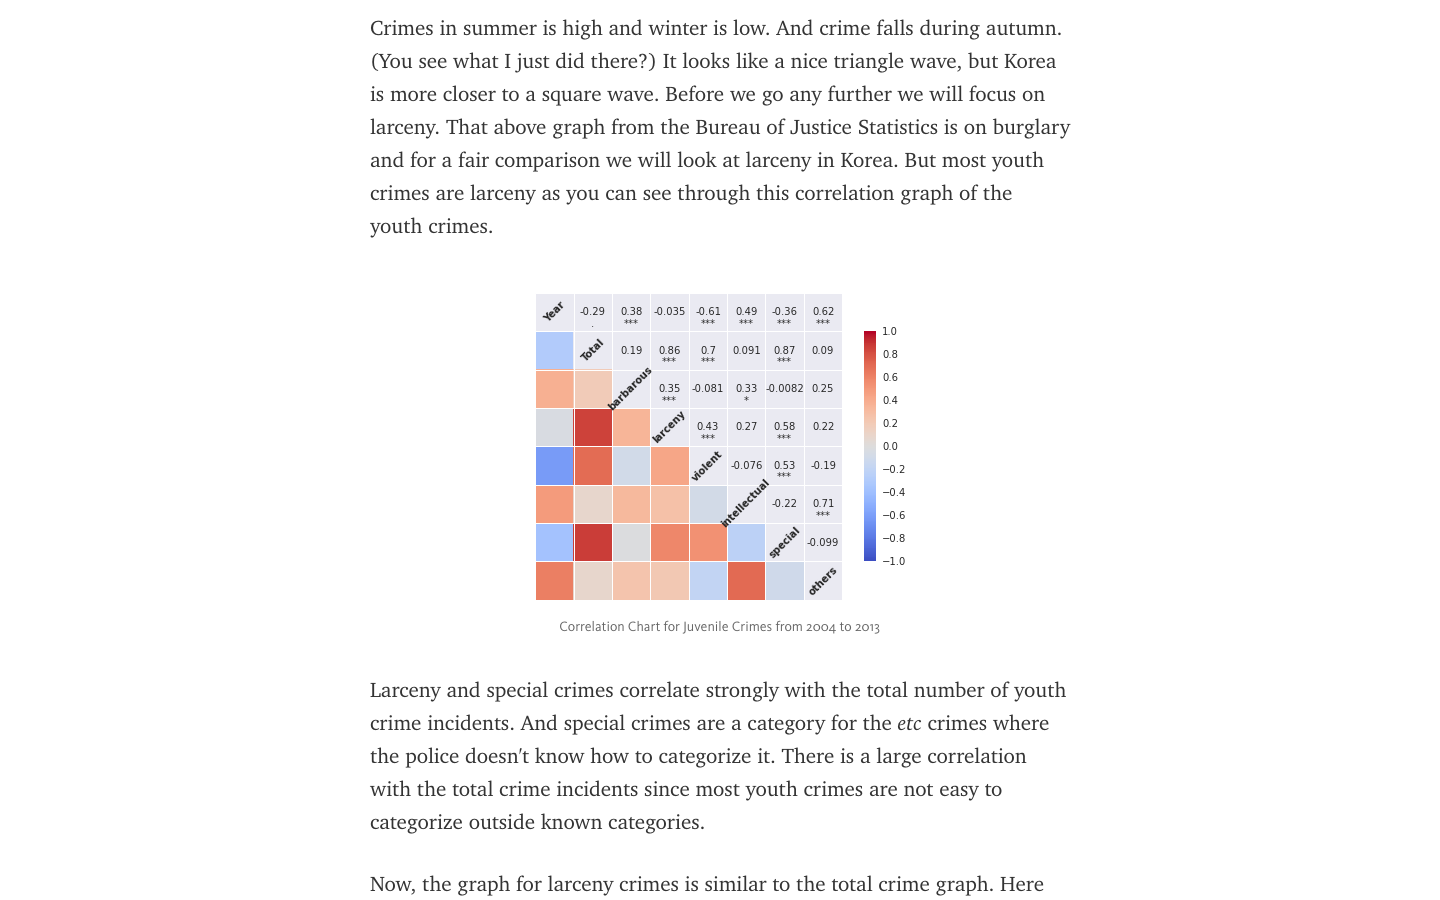 Crimes in summer is high and winter is low. And crime falls during autumn.
(You see what I just did there?) It looks like a nice triangle wave, but Korea
is more closer to a square wave. Before we go any further we will focus on
larceny. That above graph from the Bureau of Justice Statistics is on burglary
and for a fair comparison we will look at larceny in Korea. But most youth
crimes are larceny as you can see through this correlation graph of the
youth crimes.
Year -0.29 0.38 -0.035 -0.61 0.49 -0.36 0.62
. *** *** *** *** ***
Total 0.19 0.86 0.7 0.091 0.87 0.09
*** *** ***
barbarous 0.35 -0.081 0.33 -0.0082 0.25
*** *
larceny 0.43 0.27 0.58 0.22
*** ***
violent -0.076 0.53 -0.19
***
intellectual -0.22 0.71
***
special -0.099
others
1.0
0.8
0.6
0.4
0.2
0.0
−0.2
−0.4
−0.6
−0.8
−1.0
Correlation Chart for Juvenile Crimes from 2004 to 2013
Larceny and special crimes correlate strongly with the total number of youth
crime incidents. And special crimes are a category for the etc crimes where
the police doesn't know how to categorize it. There is a large correlation
with the total crime incidents since most youth crimes are not easy to
categorize outside known categories.
Now, the graph for larceny crimes is similar to the total crime graph. Here